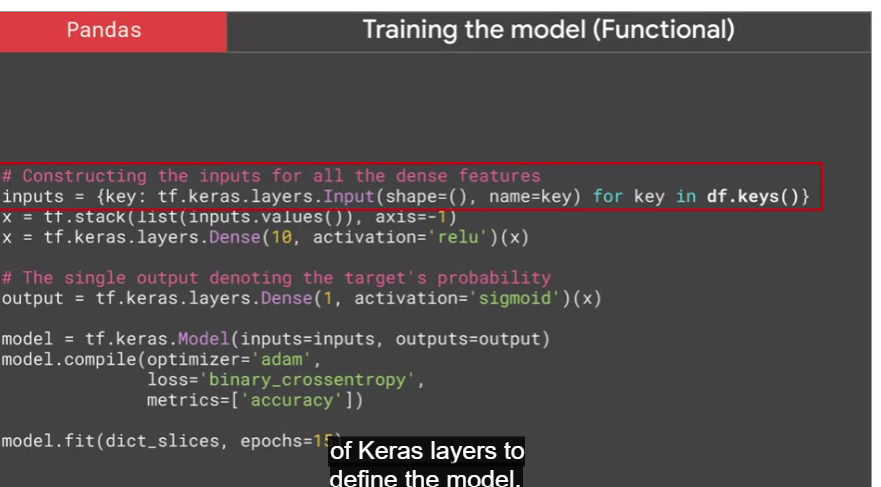 Pandas
Training the model (Functional)
# Constructing the inputs for all the dense features
inputs = {key: tf.keras.layers.Input(shape=(), name=key) for key in df.keys()}
x = tf.stack(list(inputs.values()), axis=-1)
x = tf.keras.layers.Dense(10, activation='relu')(x)
# The single output denoting the target's probability
output = tf.keras.layers.Dense(1, activation='sigmoid')(x)
model = tf.keras.Model(inputs=inputs, outputs=output)
model.compile(optimizer='adam',
loss='binary_crossentropy',
metrics=['accuracy'])
model.fit(dict_slices, epochs=15)
of Keras layers to
define the model.